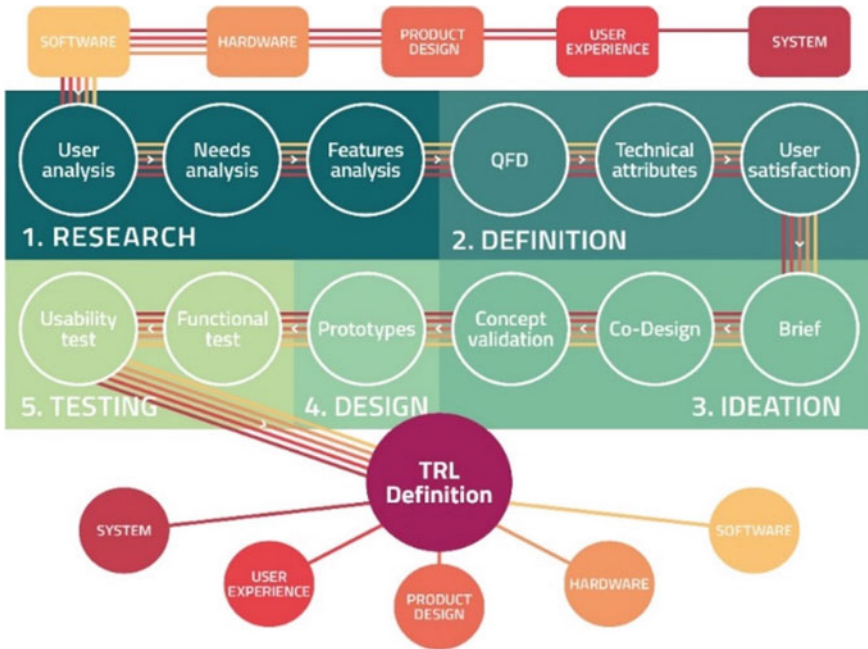 SOFTWARE
HARDWARE
PRODUCT
DESIGN
USER
EXPERIENCE
SYSTEM
User
analysis
Needs
analysis
Features
analysis
QFD
Technical
attributes
User
satisfaction
1. RESEARCH
2. DEFINITION
Usability
test
Functional
test
Prototypes
Concept
validation
Co-Design
Brief
5. TESTING
4. DESIGN
3. IDEATION
TRL
Definition
SYSTEM
USER
EXPERIENCE
PRODUCT
DESIGN
HARDWARE
SOFTWARE